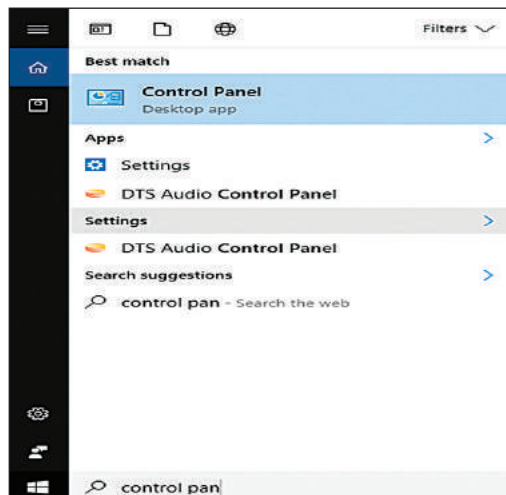 Filters
Best match
Control Panel
Desktop app
Apps
Settings
DTS Audio Control Panel
Settings
DTS Audio Control Panel
Search suggestions
control pan - Search the web
control pan